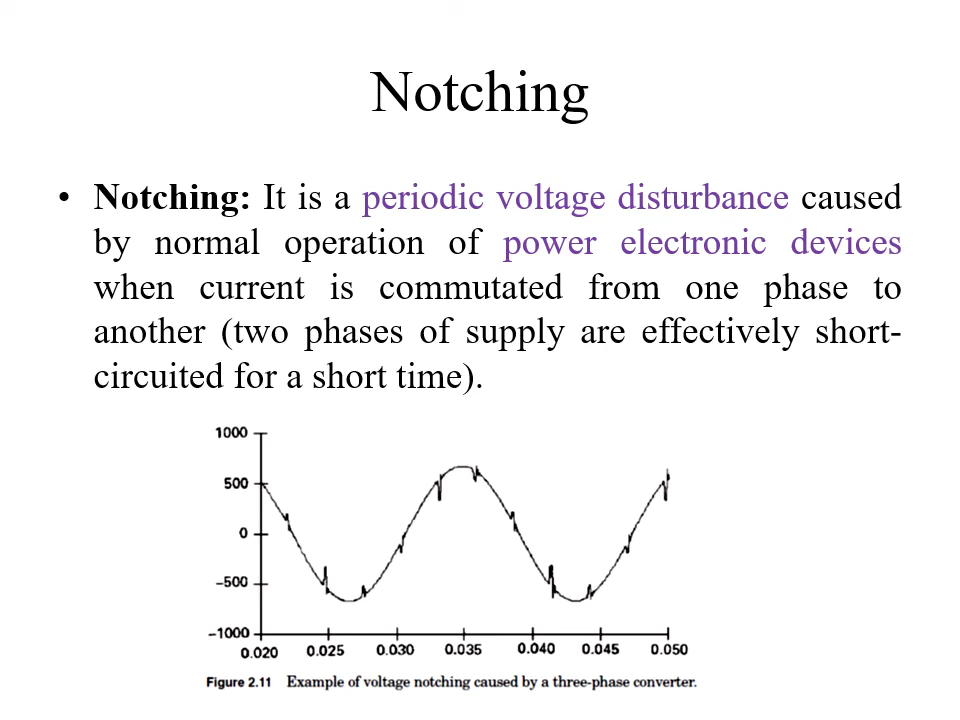 Notching
• Notching: It is a periodic voltage disturbance caused
by normal operation of power electronic devices
when current is commutated from one phase to
another (two phases of supply are effectively short-
circuited for a short time).
1000
500
0
−500
−1000
0.020 0.025 0.030 0.035 0.040 0.045 0.050
Figure 2.11 Example of voltage notching caused by a three-phase converter.